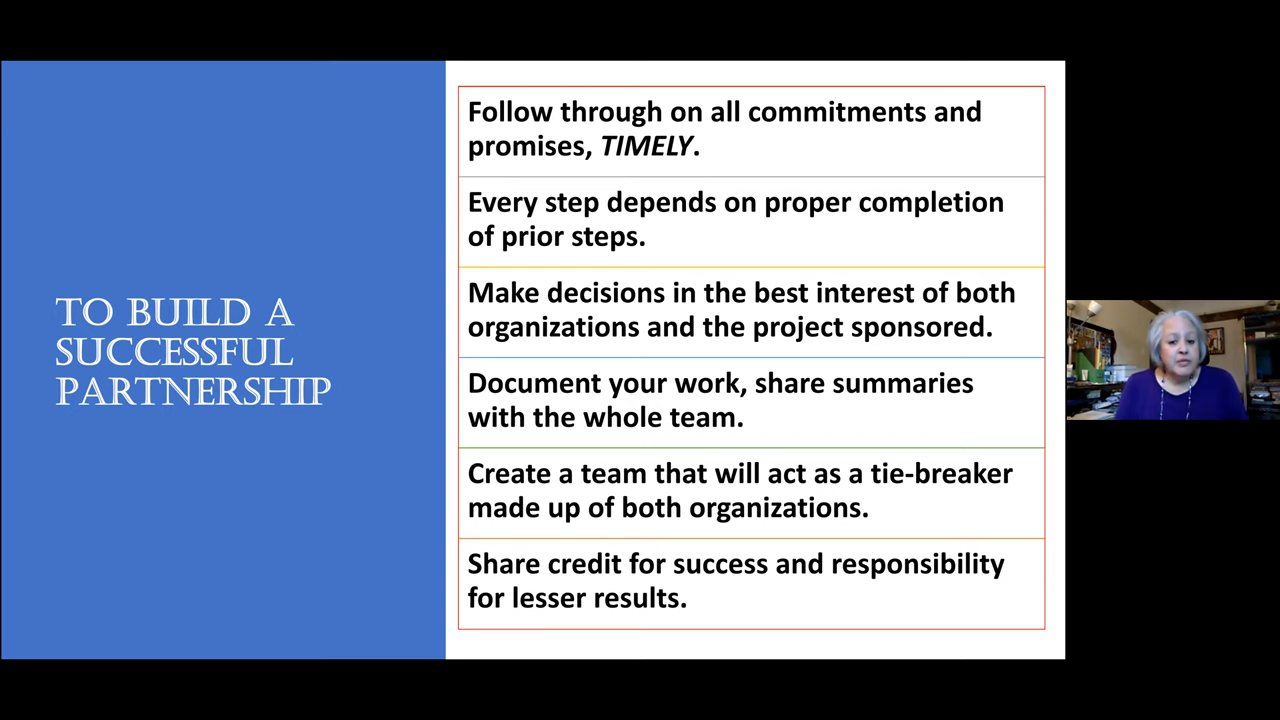 TO BUILD A
SUCCESSFUL
PARTNERSHIP
Follow through on all commitments and
promises, TIMELY.
Every step depends on proper completion
of prior steps.
Make decisions in the best interest of both
organizations and the project sponsored.
Document your work, share summaries
with the whole team.
Create a team that will act as a tie-breaker
made up of both organizations.
Share credit for success and responsibility
for lesser results.